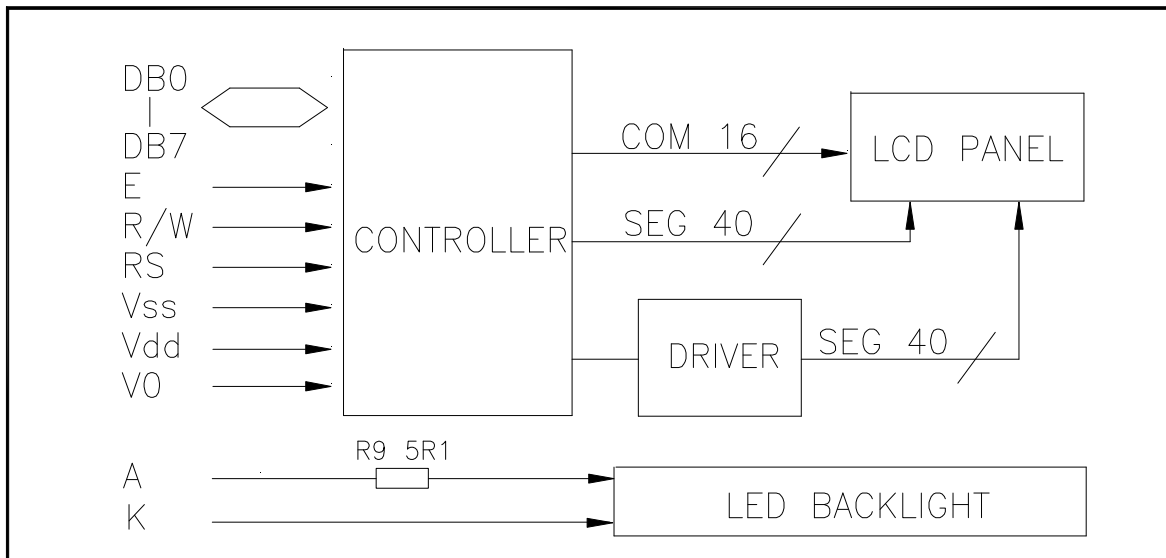 DB0
|
DB7
E
R/W
RS
Vss
Vdd
V0
CONTROLLER
COM 16
SEG 40
LCD PANEL
DRIVER
SEG 40
A
R9 5R1
K
LED BACKLIGHT